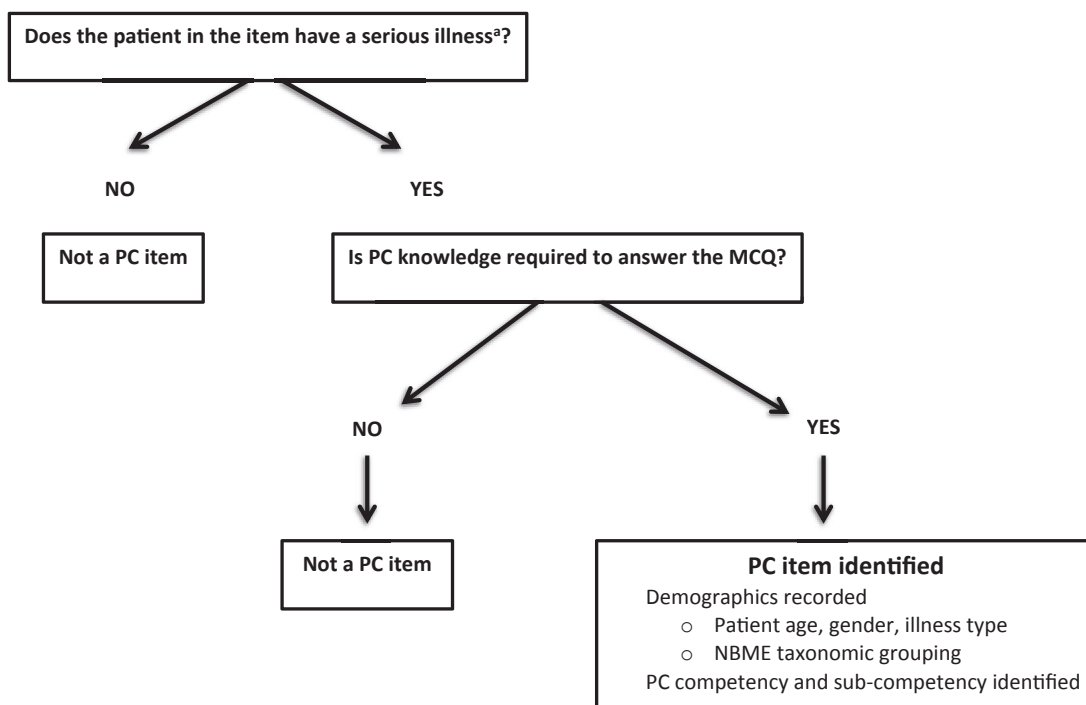 Does the patient in the item have a serious illnessᵃ?
NO
YES
Not a PC item
Is PC knowledge required to answer the MCQ?
NO
YES
Not a PC item
PC item identified
Demographics recorded
o Patient age, gender, illness type
o NBME taxonomic grouping
PC competency and sub-competency identified